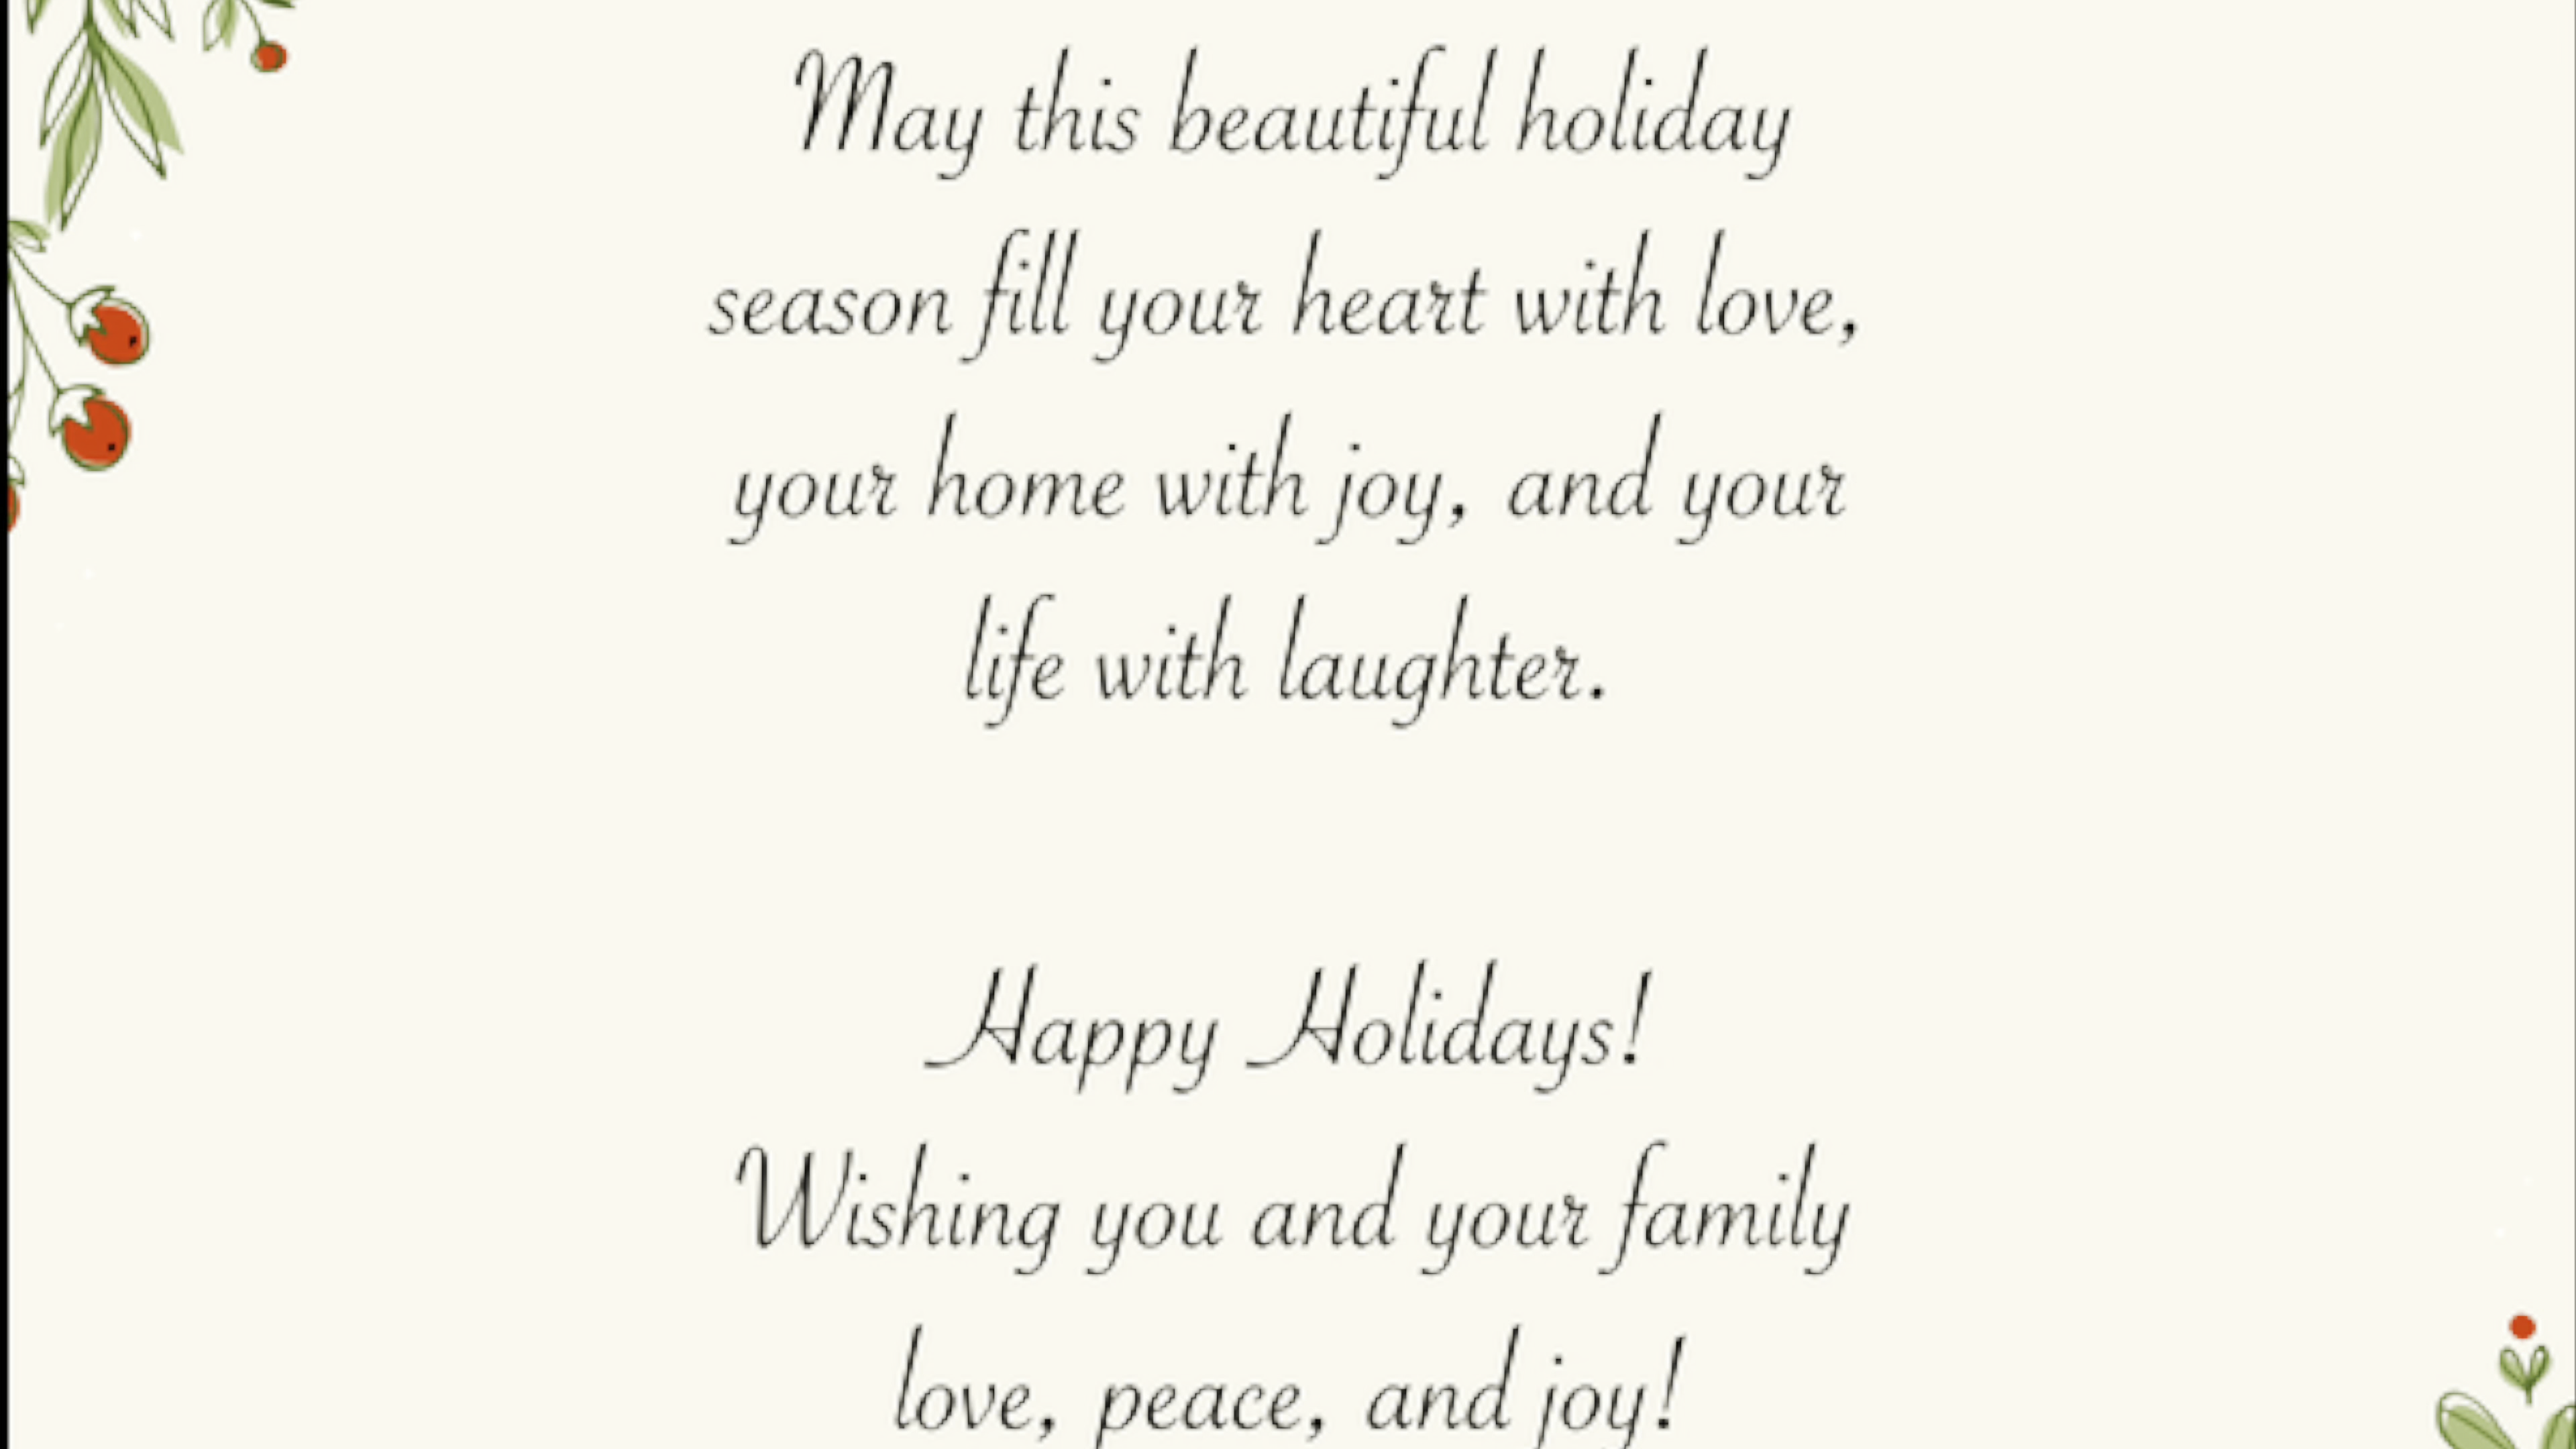 May this beautiful holiday
season fill your heart with love,
your home with joy, and your
life with laughter.
Happy Holidays!
Wishing you and your family
love, peace, and joy!